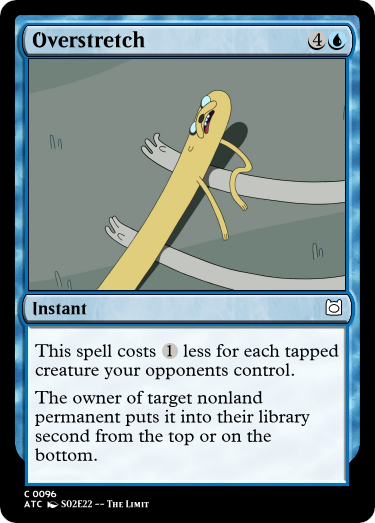 Overstretch 4
Instant
This spell costs 1 less for each tapped
creature your opponents control.
The owner of target nonland
permanent puts it into their library
second from the top or on the
bottom.
C 0096
ATC S02E22 -- The Limit